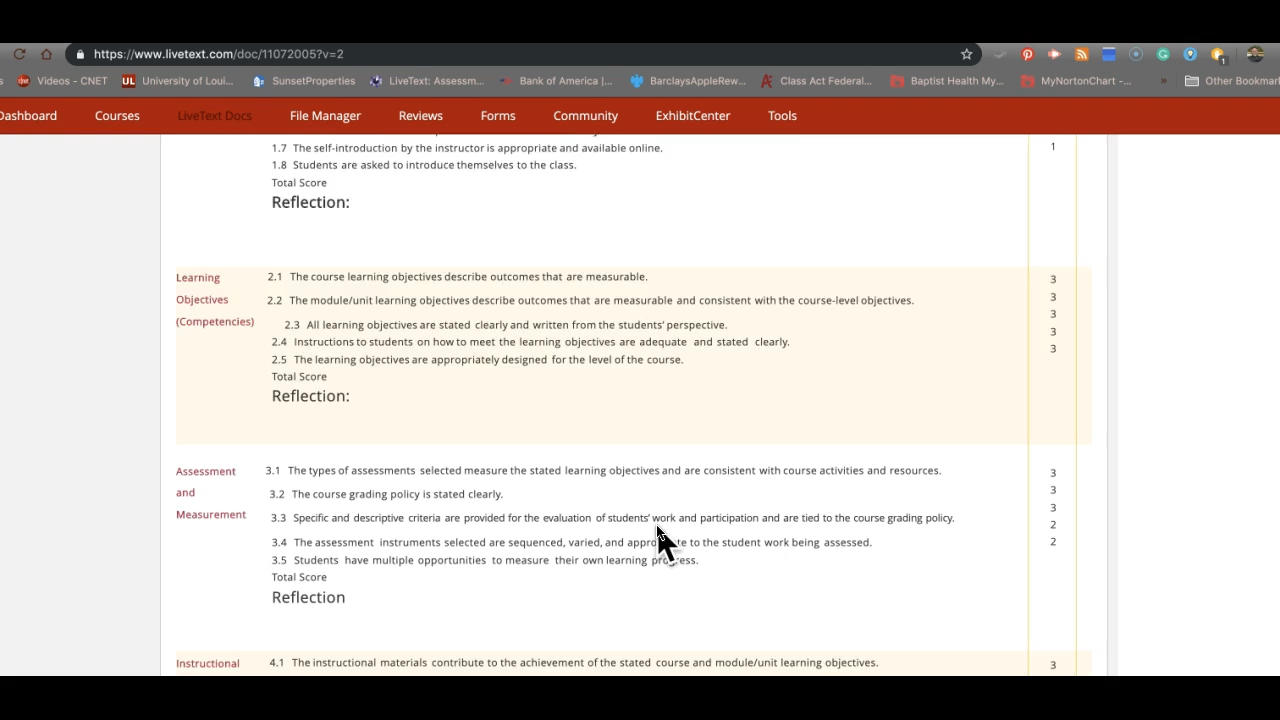 https://www.livetext.com/doc/11072005?v=2
s Videos - CNET University of Loui... SunsetProperties LiveText: Assessm... Bank of America |... BarclaysAppleRew... Class Act Federal... Baptist Health My... MyNortonChart -... » Other Bookmar
Dashboard Courses LiveText Docs File Manager Reviews Forms Community ExhibitCenter Tools
1.7 The self-introduction by the instructor is appropriate and available online. 1
1.8 Students are asked to introduce themselves to the class.
Total Score
Reflection:
Learning 2.1 The course learning objectives describe outcomes that are measurable. 3
Objectives 2.2 The module/unit learning objectives describe outcomes that are measurable and consistent with the course-level objectives. 3
(Competencies) 2.3 All learning objectives are stated clearly and written from the students' perspective. 3
2.4 Instructions to students on how to meet the learning objectives are adequate and stated clearly. 3
2.5 The learning objectives are appropriately designed for the level of the course. 3
Total Score
Reflection:
Assessment 3.1 The types of assessments selected measure the stated learning objectives and are consistent with course activities and resources. 3
and 3.2 The course grading policy is stated clearly. 3
Measurement 3.3 Specific and descriptive criteria are provided for the evaluation of students' work and participation and are tied to the course grading policy. 3
3.4 The assessment instruments selected are sequenced, varied, and appropriate to the student work being assessed. 2
3.5 Students have multiple opportunities to measure their own learning progress. 2
Total Score
Reflection
Instructional 4.1 The instructional materials contribute to the achievement of the stated course and module/unit learning objectives. 3